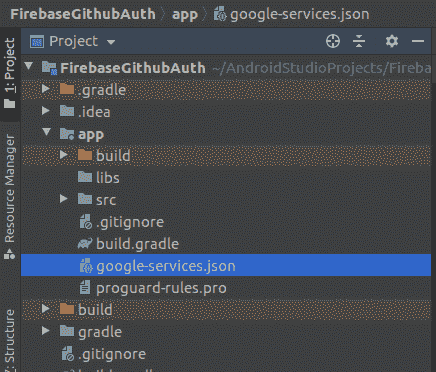 FirebaseGithubAuth app google-services.json
1: Project
Resource Manager
7: Structure
Project
FirebaseGithubAuth ~/AndroidStudioProjects/Fireba
.gradle
.idea
app
build
libs
src
.gitignore
build.gradle
google-services.json
proguard-rules.pro
build
gradle
.gitignore